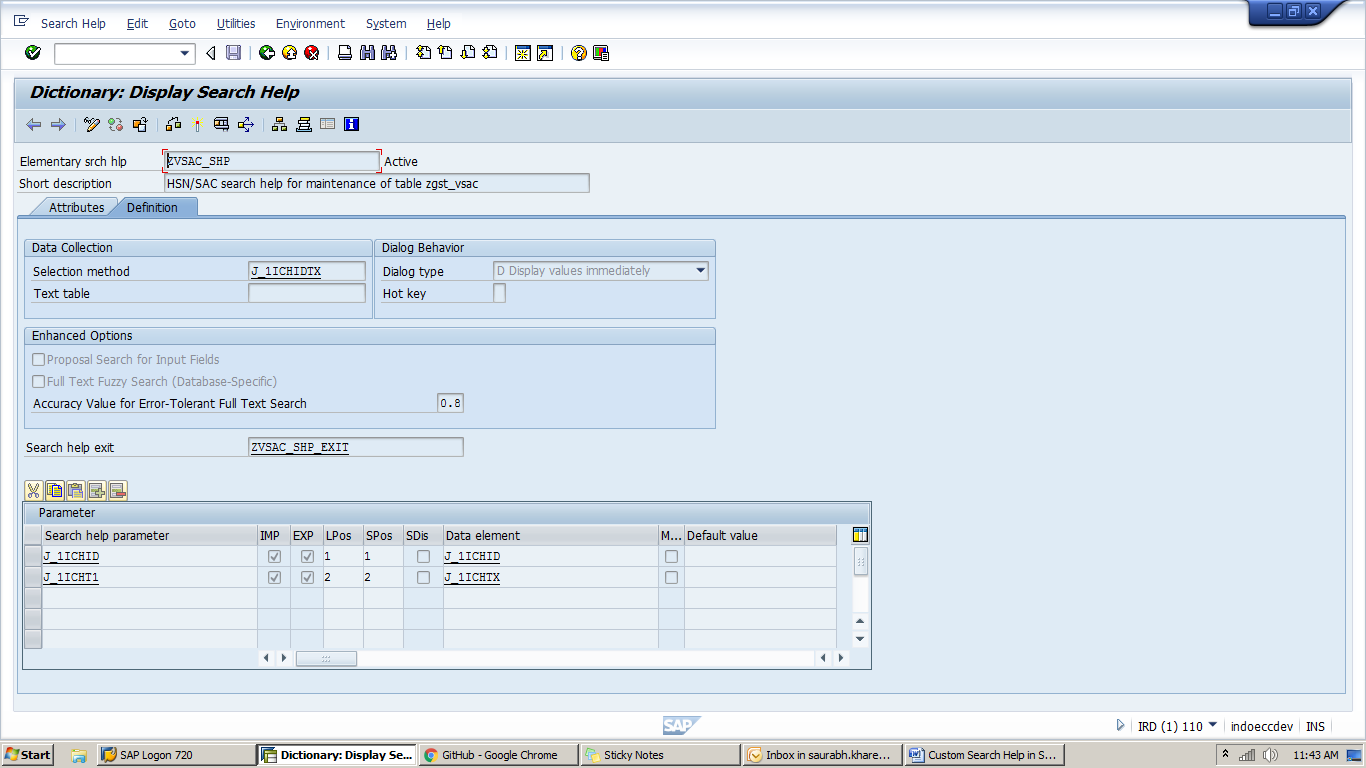 Search Help Edit Goto Utilities Environment System Help
Dictionary: Display Search Help
Elementary srch hlp ZVSAC_SHP Active
Short description HSN/SAC search help for maintenance of table zgst_vsac
Attributes Definition
Data Collection Dialog Behavior
Selection method J_1ICHIDTX Dialog type D Display values immediately
Text table Hot key
Enhanced Options
Proposal Search for Input Fields
Full Text Fuzzy Search (Database-Specific)
Accuracy Value for Error-Tolerant Full Text Search 0.8
Search help exit ZVSAC_SHP_EXIT
Parameter
Search help parameter IMP EXP LPos SPos SDis Data element M... Default value
J_1ICHID 1 1 J_1ICHID
J_1ICHT1 2 2 J_1ICHTX
SAP
IRD (1) 110 indoeccdev INS
Start SAP Logon 720 Dictionary: Display Se... GitHub - Google Chrome Sticky Notes Inbox in saurabh.khare... Custom Search Help in S... 11:43 AM